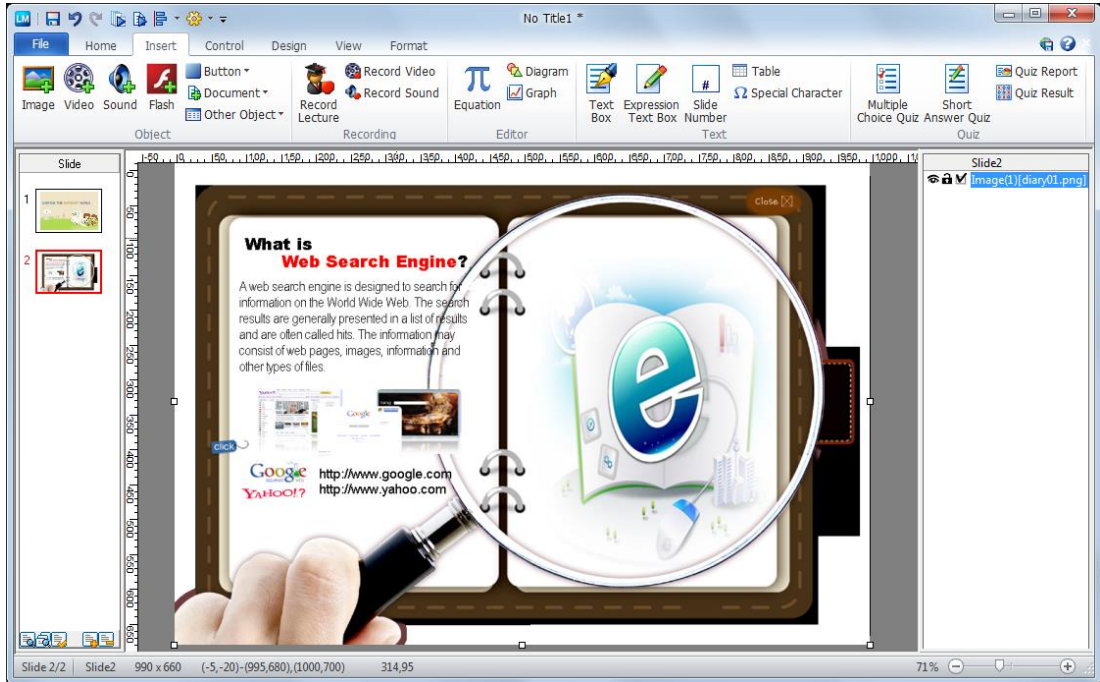 LM
No Title1 *
File Home Insert Control Design View Format
Image Video Sound Flash
Button
Document
Other Object
Object
Record Lecture
Record Video
Record Sound
Recording
Equation
Diagram
Graph
Editor
Text Box
Expression Text Box
# Slide Number
Table
Ω Special Character
Text
Multiple Choice Quiz
Short Answer Quiz
Quiz Report
Quiz Result
Quiz
Slide
1
2
Slide2
Image(1)[diary01.png]
Close
What is
Web Search Engine?
A web search engine is designed to search for
information on the World Wide Web. The search
results are generally presented in a list of results
and are often called hits. The information may
consist of web pages, images, information and
other types of files.
Google
click
Google http://www.google.com
YAHOO!? http://www.yahoo.com
e
Slide 2/2 Slide2 990 x 660 (-5,-20)-(995,680),(1000,700) 314,95 71%